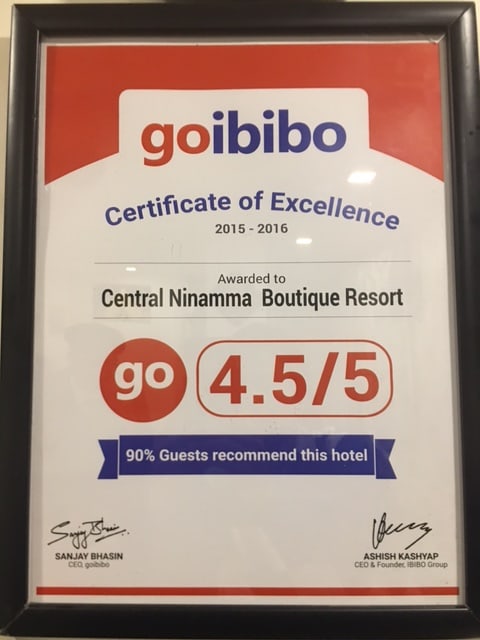 goibibo
Certificate of Excellence
2015 - 2016
Awarded to
Central Ninamma Boutique Resort
go 4.5/5
90% Guests recommend this hotel
SANJAY BHASIN
CEO, goibibo
ASHISH KASHYAP
CEO & Founder, IBIBO Group